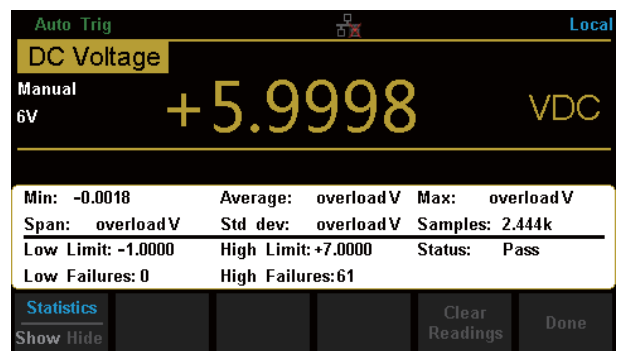 Auto Trig Local
DC Voltage
Manual
6V
+5.9998 VDC
Min: -0.0018 Average: overload V Max: overload V
Span: overload V Std dev: overload V Samples: 2.444k
Low Limit: -1.0000 High Limit: +7.0000 Status: Pass
Low Failures: 0 High Failures: 61
Statistics
Show Hide
Clear
Readings
Done